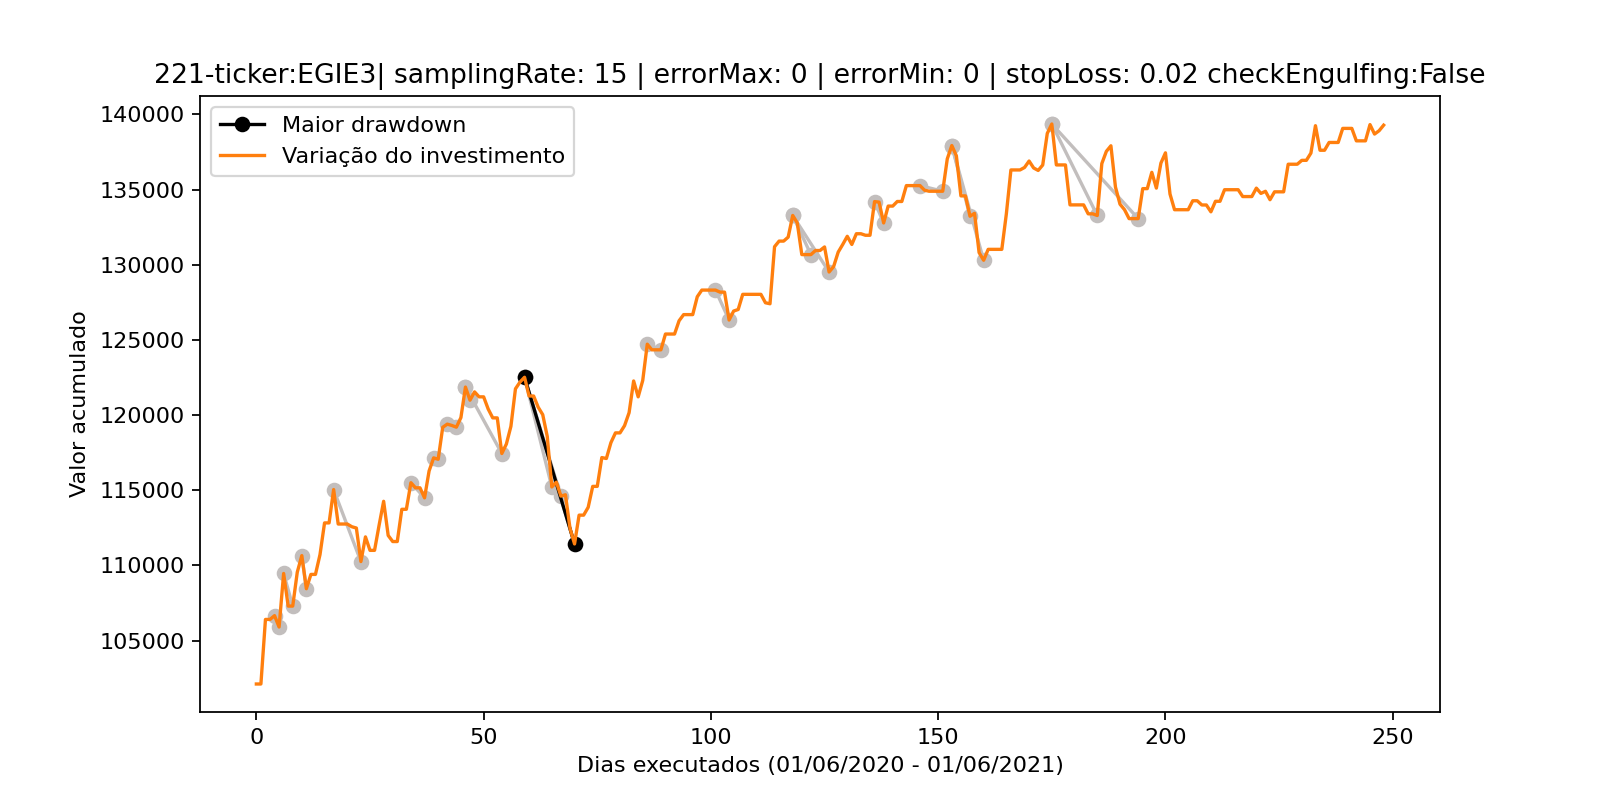 221-ticker:EGIE3| samplingRate: 15 | errorMax: 0 | errorMin: 0 | stopLoss: 0.02 checkEngulfing:False
Maior drawdown
Variação do investimento
Valor acumulado
140000
135000
130000
125000
120000
115000
110000
105000
0 50 100 150 200 250
Dias executados (01/06/2020 - 01/06/2021)